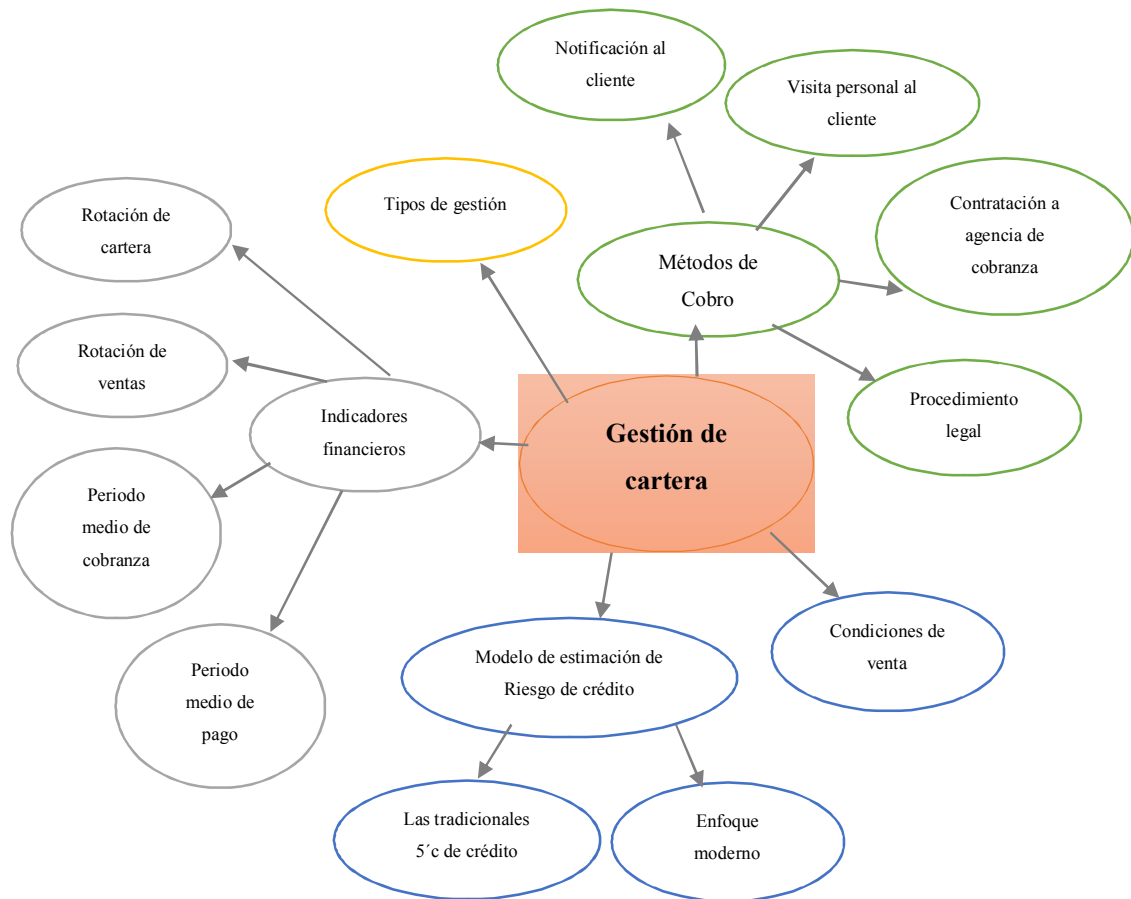 Notificación al
cliente
Visita personal al
cliente
Tipos de gestión
Rotación de
cartera
Contratación a
agencia de
cobranza
Métodos de
Cobro
Rotación de
ventas
Indicadores
financieros
Procedimiento
legal
Gestión de
cartera
Periodo
medio de
cobranza
Condiciones de
venta
Modelo de estimación de
Riesgo de crédito
Periodo
medio de
pago
Las tradicionales
5´c de crédito
Enfoque
moderno